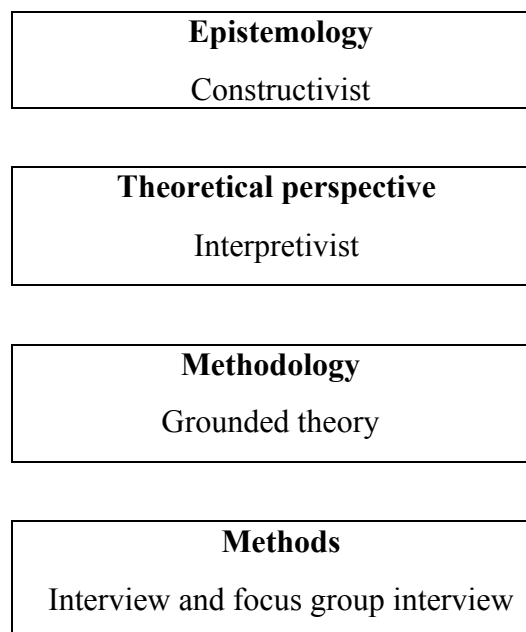 Epistemology
Constructivist
Theoretical perspective
Interpretivist
Methodology
Grounded theory
Methods
Interview and focus group interview